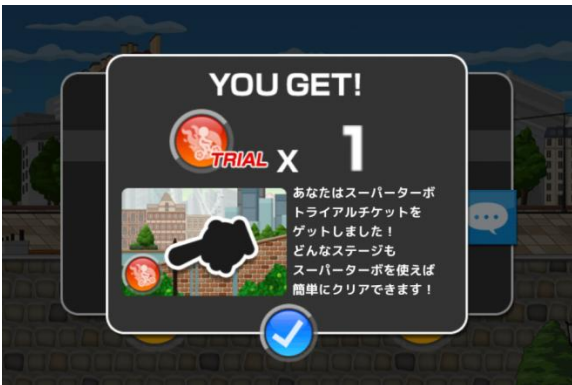 YOU GET!
TRIAL X 1
あなたはスーパーターボ
トライアルチケットを
ゲットしました！
どんなステージも
スーパーターボを使えば
簡単にクリアできます！